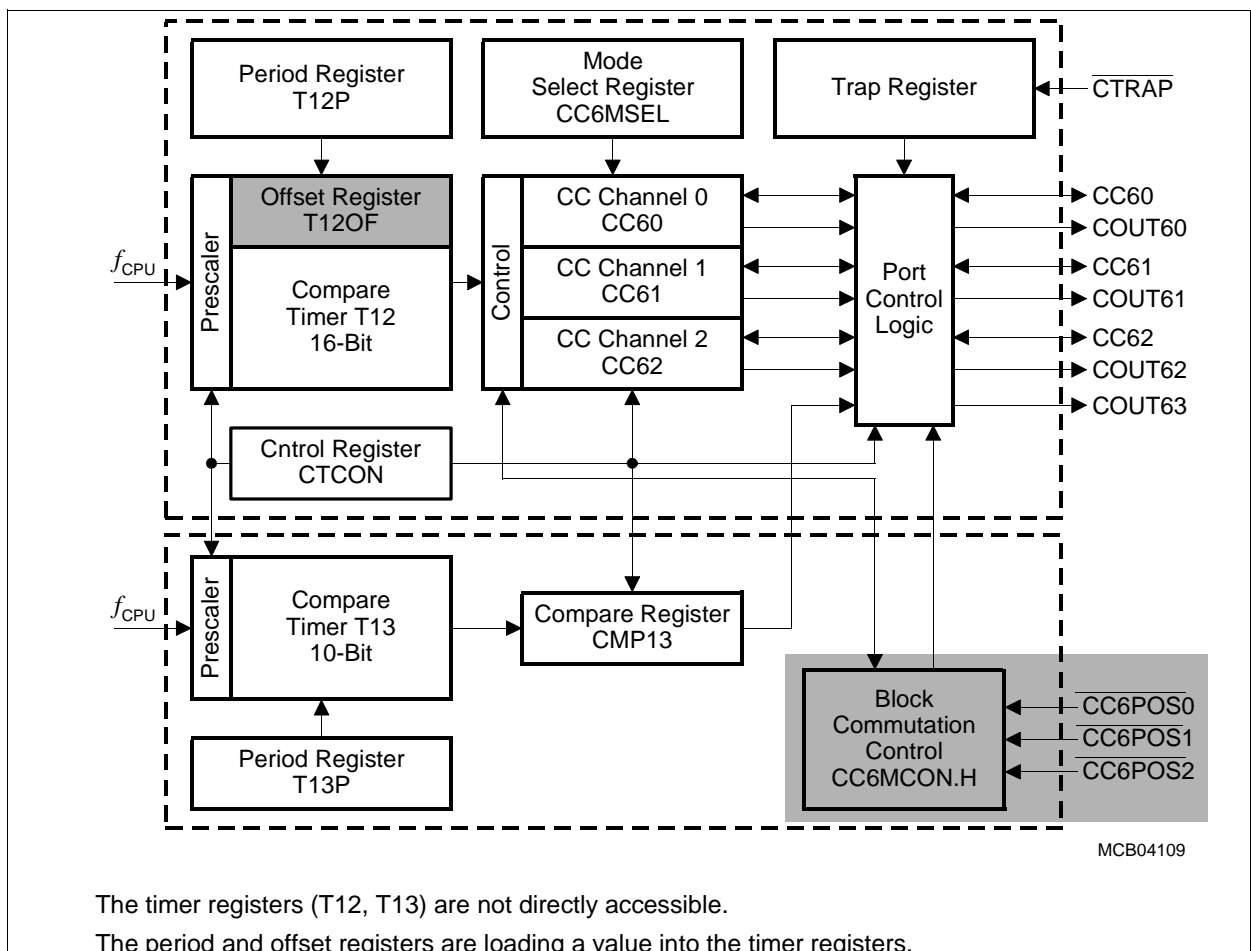 Period Register
T12P
Mode
Select Register
CC6MSEL
Trap Register
CTRAP
Prescaler
Offset Register
T12OF
Compare
Timer T12
16-Bit
fCPU
Control
CC Channel 0
CC60
CC Channel 1
CC61
CC Channel 2
CC62
Port
Control
Logic
CC60
COUT60
CC61
COUT61
CC62
COUT62
COUT63
Cntrol Register
CTCON
fCPU
Prescaler
Compare
Timer T13
10-Bit
Compare Register
CMP13
Period Register
T13P
Block
Commutation
Control
CC6MCON.H
CC6POS0
CC6POS1
CC6POS2
MCB04109
The timer registers (T12, T13) are not directly accessible.
The period and offset registers are loading a value into the timer registers.